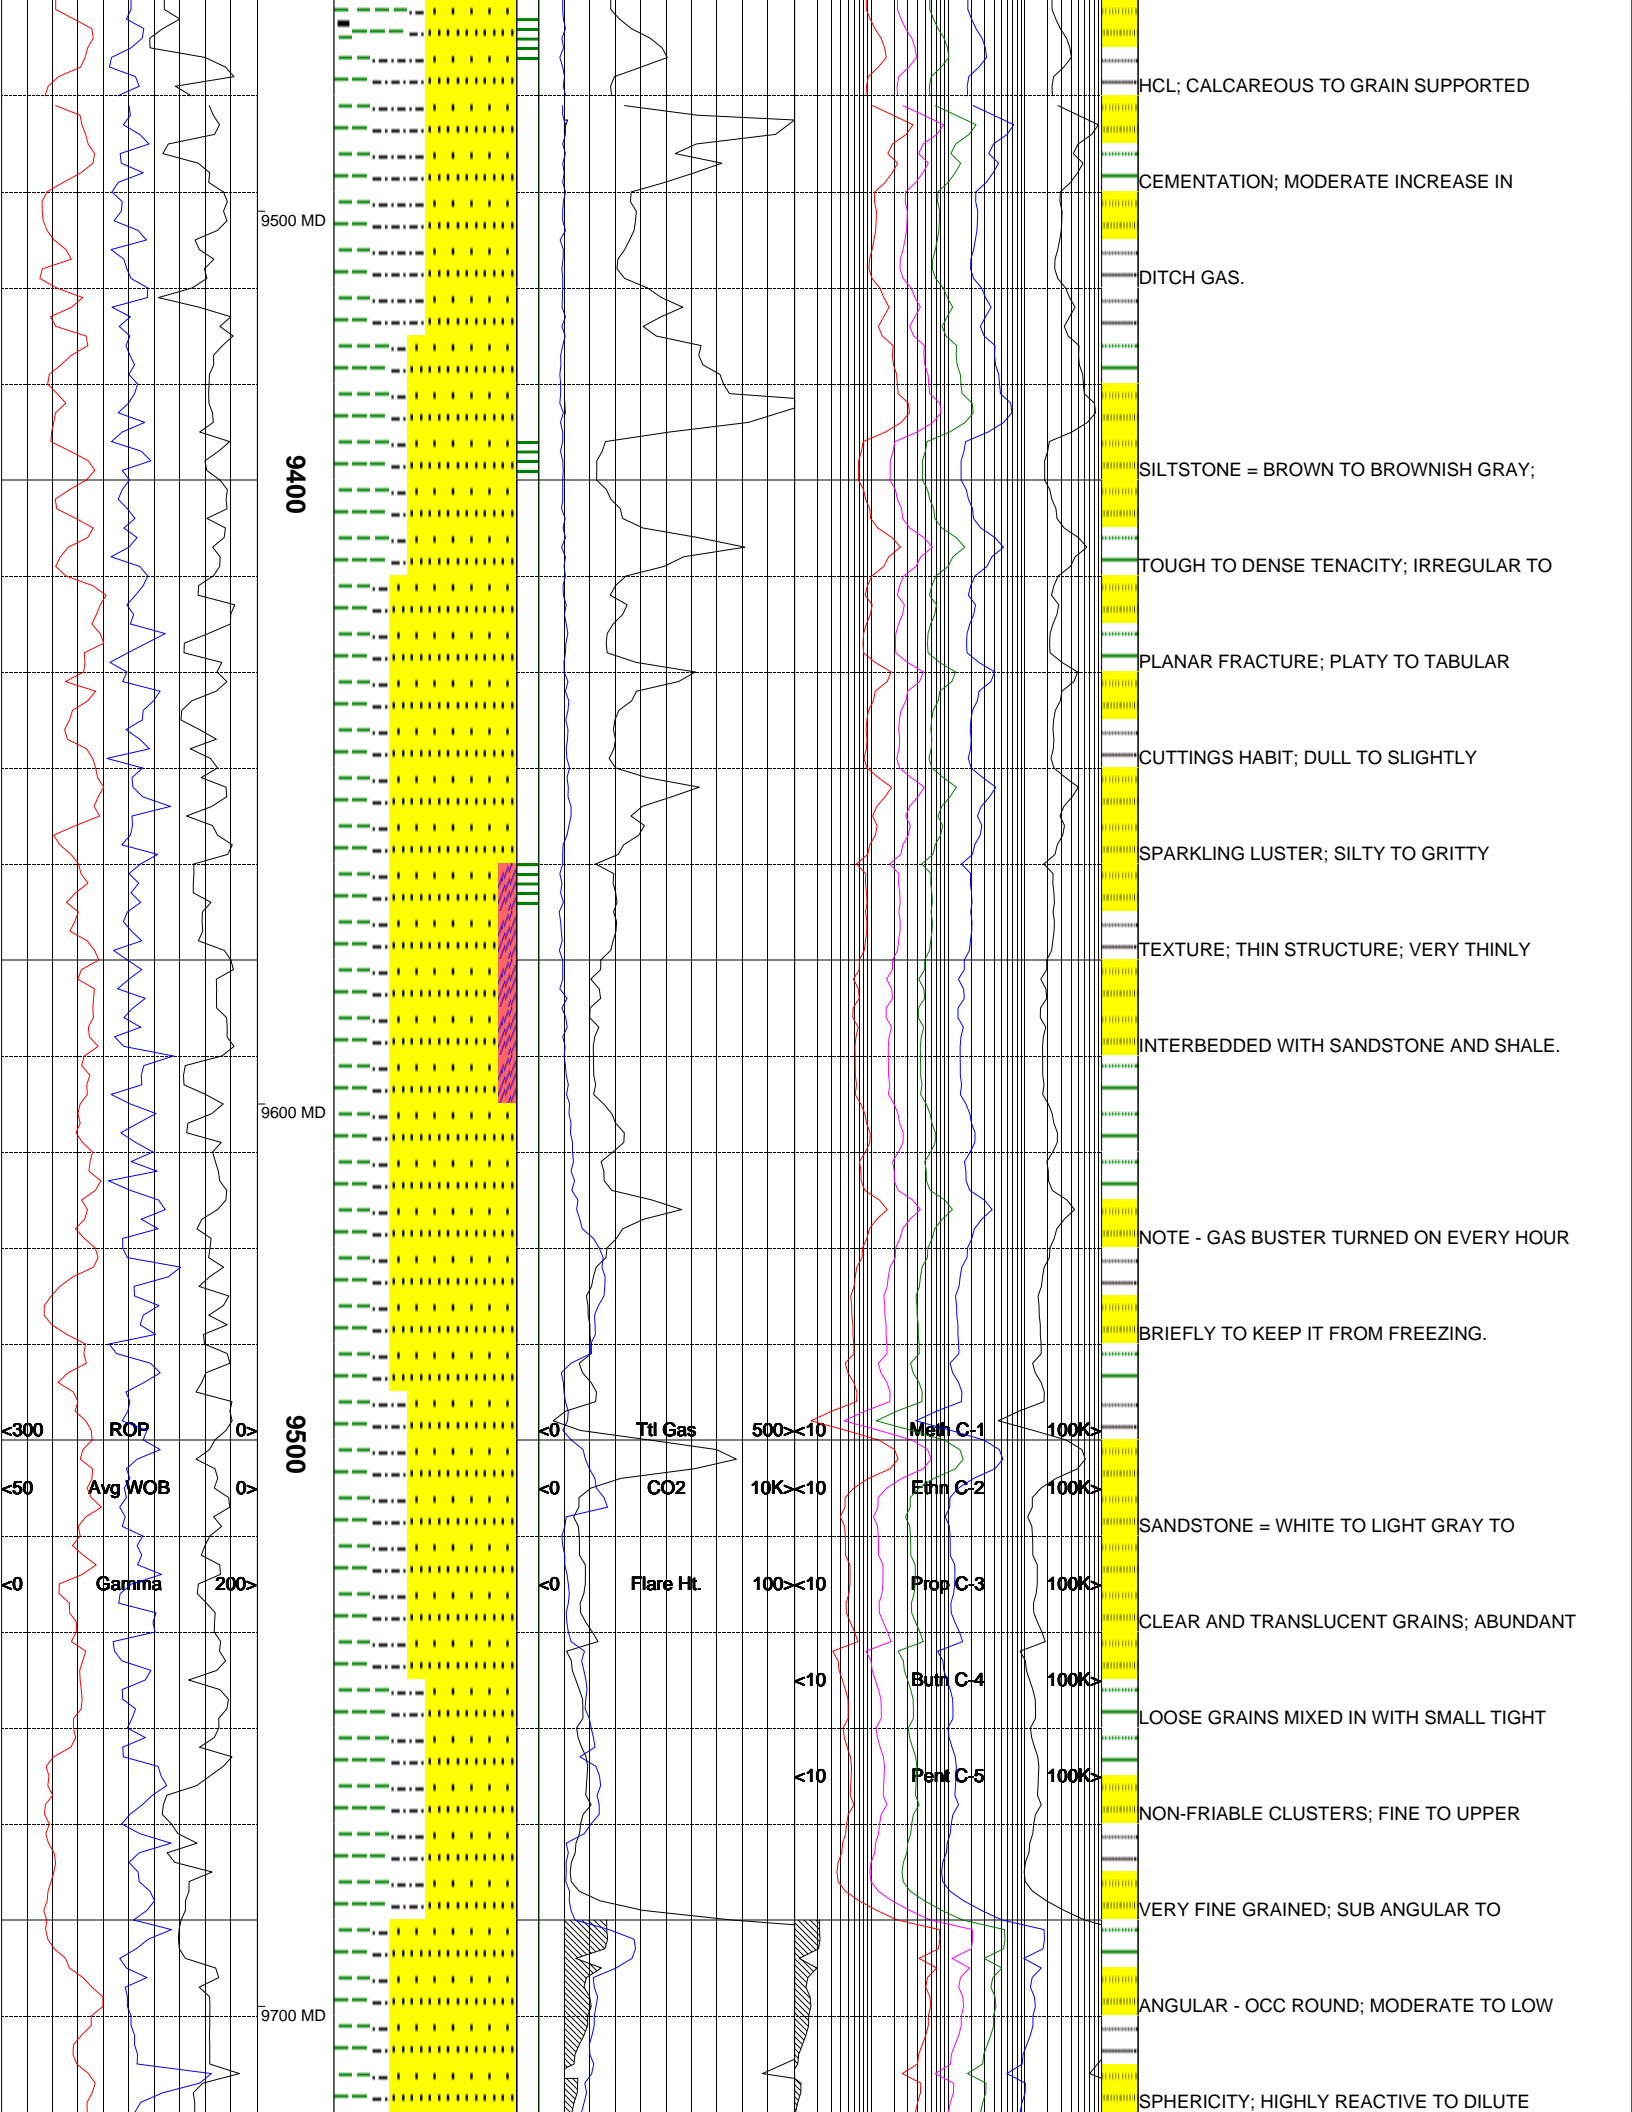 HCL; CALCAREOUS TO GRAIN SUPPORTED
CEMENTATION; MODERATE INCREASE IN
9500 MD
DITCH GAS.
9400
SILTSTONE = BROWN TO BROWNISH GRAY;
TOUGH TO DENSE TENACITY; IRREGULAR TO
PLANAR FRACTURE; PLATY TO TABULAR
CUTTINGS HABIT; DULL TO SLIGHTLY
SPARKLING LUSTER; SILTY TO GRITTY
TEXTURE; THIN STRUCTURE; VERY THINLY
INTERBEDDED WITH SANDSTONE AND SHALE.
9600 MD
NOTE - GAS BUSTER TURNED ON EVERY HOUR
BRIEFLY TO KEEP IT FROM FREEZING.
<300 ROP 0> <0 Ttl Gas 500> <10 Meth C-1 100K>
9500
<50 Avg WOB 0> <0 CO2 10K> <10 Ethn C-2 100K>
SANDSTONE = WHITE TO LIGHT GRAY TO
<0 Gamma 200> <0 Flare Ht. 100> <10 Prop C-3 100K>
CLEAR AND TRANSLUCENT GRAINS; ABUNDANT
<10 Butn C-4 100K>
LOOSE GRAINS MIXED IN WITH SMALL TIGHT
<10 Pent C-5 100K>
NON-FRIABLE CLUSTERS; FINE TO UPPER
VERY FINE GRAINED; SUB ANGULAR TO
ANGULAR - OCC ROUND; MODERATE TO LOW
9700 MD
SPHERICITY; HIGHLY REACTIVE TO DILUTE